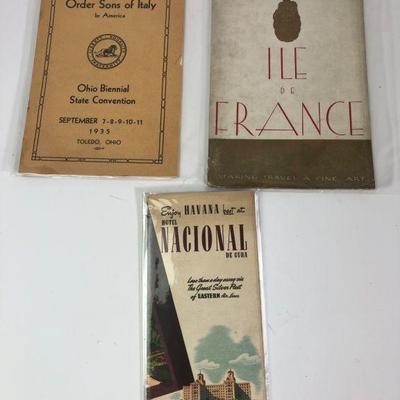 Order Sons of Italy
In America
Ohio Biennial
State Convention
SEPTEMBER 7-8-9-10-11
1935
TOLEDO, OHIO
ILE
DE
FRANCE
MAKING TRAVEL A FINE ART
Enjoy HAVANA best at
HOTEL
NACIONAL
DE CUBA
Less than a day away via
The Great Silver Fleet
of EASTERN Air Lines